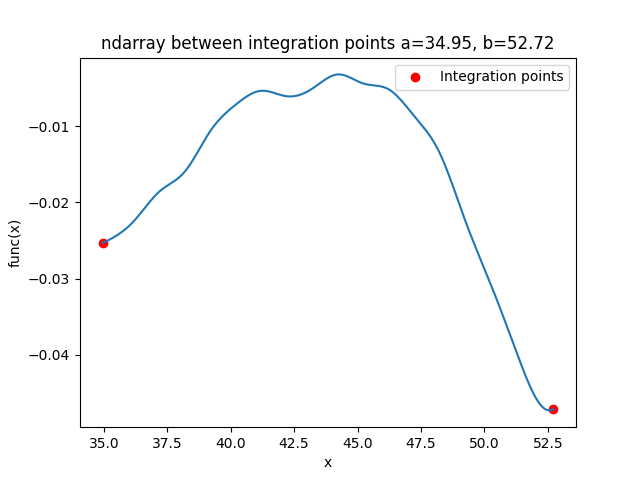 ndarray between integration points a=34.95, b=52.72
Integration points
−0.01
−0.02
−0.03
−0.04
func(x)
35.0 37.5 40.0 42.5 45.0 47.5 50.0 52.5
x